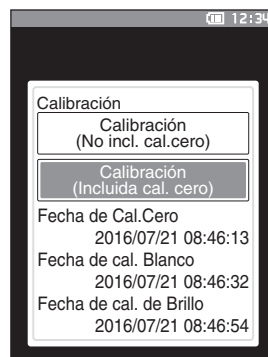 12:34
Calibración
Calibración
(No incl. cal.cero)
Calibración
(Incluida cal. cero)
Fecha de Cal.Cero
2016/07/21 08:46:13
Fecha de cal. Blanco
2016/07/21 08:46:32
Fecha de cal. de Brillo
2016/07/21 08:46:54